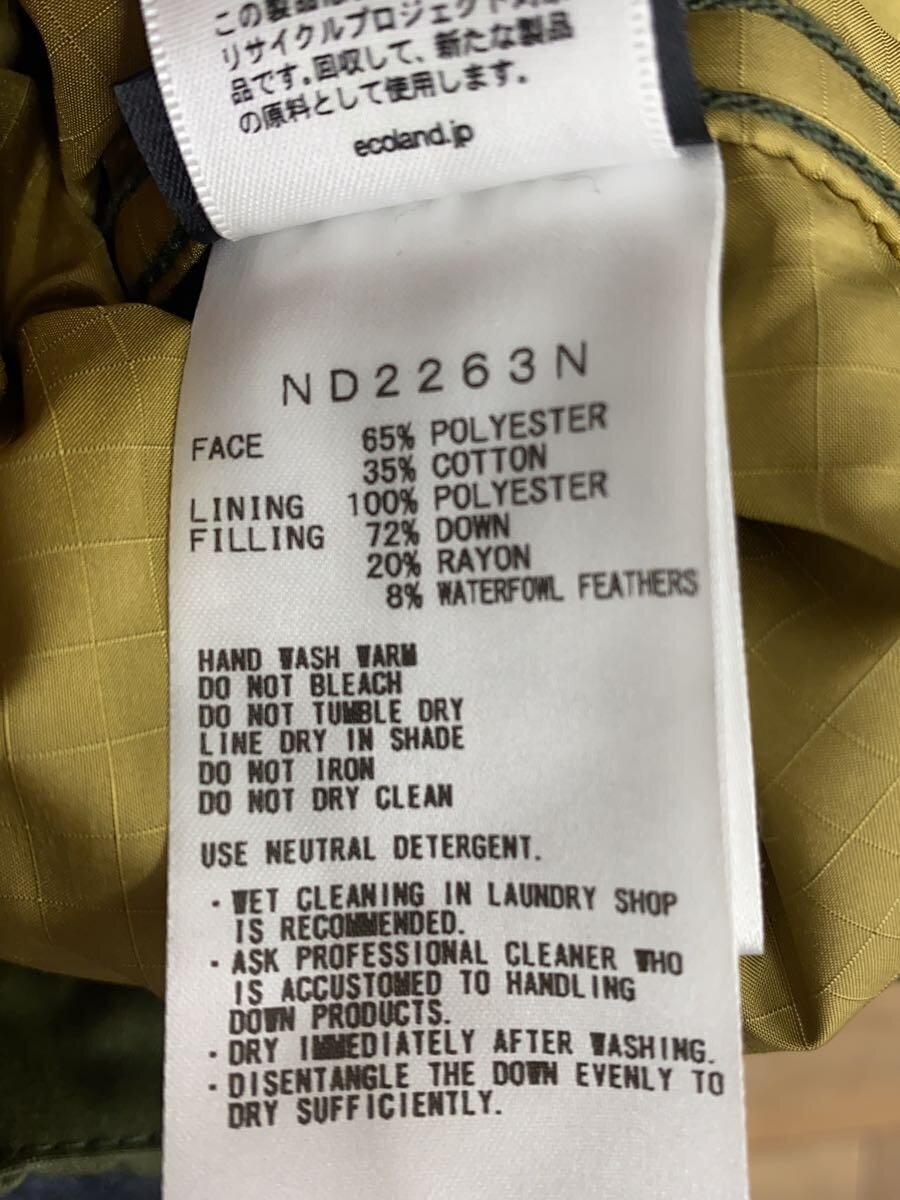 この製品は
リサイクルプロジェクト対象
品です。回収して、新たな製品
の原料として使用します。
ecoland.jp
ND2263N
FACE 65% POLYESTER
35% COTTON
LINING 100% POLYESTER
FILLING 72% DOWN
20% RAYON
8% WATERFOWL FEATHERS
HAND WASH WARM
DO NOT BLEACH
DO NOT TUMBLE DRY
LINE DRY IN SHADE
DO NOT IRON
DO NOT DRY CLEAN
USE NEUTRAL DETERGENT.
・WET CLEANING IN LAUNDRY SHOP
IS RECOMMENDED.
・ASK PROFESSIONAL CLEANER WHO
IS ACCUSTOMED TO HANDLING
DOWN PRODUCTS.
・DRY IMMEDIATELY AFTER WASHING.
・DISENTANGLE THE DOWN EVENLY TO
DRY SUFFICIENTLY.